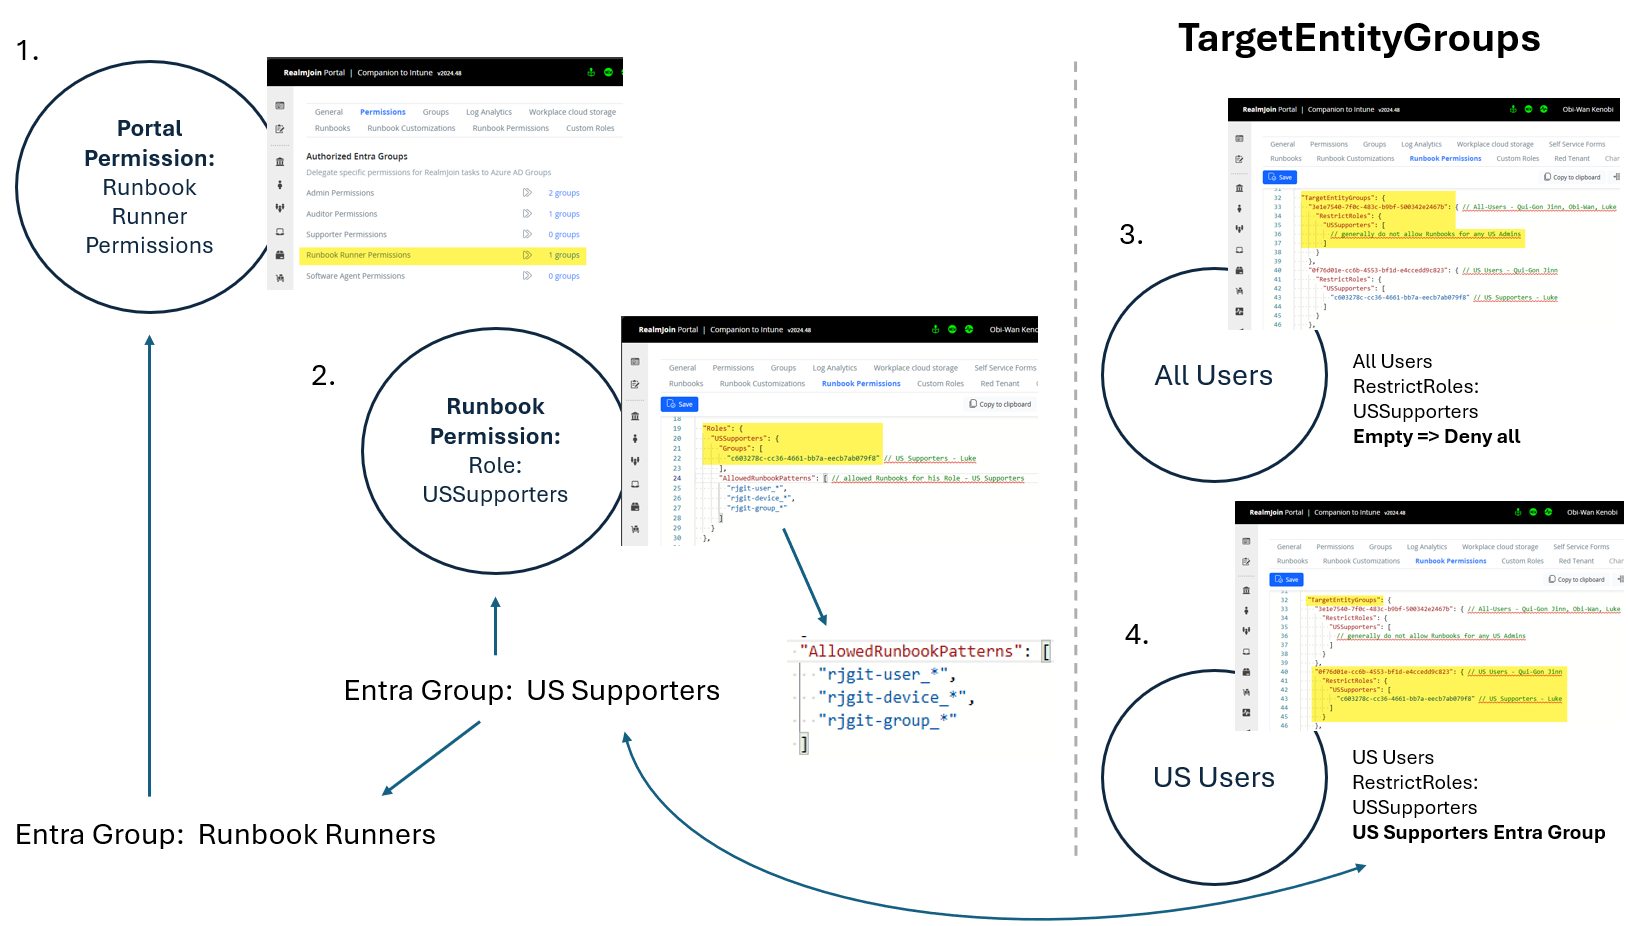 TargetEntityGroups
1.
Portal
Permission:
Runbook
Runner
Permissions
RealmJoin Portal | Companion to Intune v2024.48
General Permissions Groups Log Analytics Workplace cloud storage
Runbooks Runbook Customizations Runbook Permissions Custom Roles
Authorized Entra Groups
Delegate specific permissions for RealmJoin tasks to Azure AD Groups
Admin Permissions 2 groups
Auditor Permissions 1 groups
Supporter Permissions 0 groups
Runbook Runner Permissions 1 groups
Software Agent Permissions 0 groups
2.
Runbook
Permission:
Role:
USSupporters
RealmJoin Portal | Companion to Intune v2024.48 Obi-Wan Keno
General Permissions Groups Log Analytics Workplace cloud storage Self Service Forms
Runbooks Runbook Customizations Runbook Permissions Custom Roles Red Tenant
Save Copy to clipboard
18
19 "Roles": {
20 "USSupporters": {
21 "Groups": [
22 "c603278c-cc36-4661-bb7a-eecb7ab079f8" // US Supporters - Luke
23 ],
24 "AllowedRunbookPatterns": [ // allowed Runbooks for his Role - US Supporters
25 "rjgit-user_*",
26 "rjgit-device_*",
27 "rjgit-group_*"
28 ]
29 }
30 },
"AllowedRunbookPatterns": [
"rjgit-user_*",
"rjgit-device_*",
"rjgit-group_*"
]
Entra Group: US Supporters
Entra Group: Runbook Runners
3.
RealmJoin Portal | Companion to Intune v2024.48 Obi-Wan Kenobi
General Permissions Groups Log Analytics Workplace cloud storage Self Service Forms
Runbooks Runbook Customizations Runbook Permissions Custom Roles Red Tenant Char
Save Copy to clipboard
31
32 "TargetEntityGroups": {
33 "3e1e7540-7f0c-483c-b9bf-500342e2467b": { // All-Users - Qui-Gon Jinn, Obi-Wan, Luke
34 "RestrictRoles": {
35 "USSupporters": [
36 // generally do not allow Runbooks for any US Admins
37 ]
38 }
39 },
40 "0f76d01e-cc6b-4553-bf1d-e4ccedd9c823": { // US Users - Qui-Gon Jinn
41 "RestrictRoles": {
42 "USSupporters": [
43 "c603278c-cc36-4661-bb7a-eecb7ab079f8" // US Supporters - Luke
44 ]
45 }
46 },
All Users
All Users
RestrictRoles:
USSupporters
Empty => Deny all
4.
RealmJoin Portal | Companion to Intune v2024.48 Obi-Wan Kenobi
General Permissions Groups Log Analytics Workplace cloud storage Self Service Forms
Runbooks Runbook Customizations Runbook Permissions Custom Roles Red Tenant Char
Save Copy to clipboard
31
32 "TargetEntityGroups": {
33 "3e1e7540-7f0c-483c-b9bf-500342e2467b": { // All-Users - Qui-Gon Jinn, Obi-Wan, Luke
34 "RestrictRoles": {
35 "USSupporters": [
36 // generally do not allow Runbooks for any US Admins
37 ]
38 }
39 },
40 "0f76d01e-cc6b-4553-bf1d-e4ccedd9c823": { // US Users - Qui-Gon Jinn
41 "RestrictRoles": {
42 "USSupporters": [
43 "c603278c-cc36-4661-bb7a-eecb7ab079f8" // US Supporters - Luke
44 ]
45 }
46 },
US Users
US Users
RestrictRoles:
USSupporters
US Supporters Entra Group